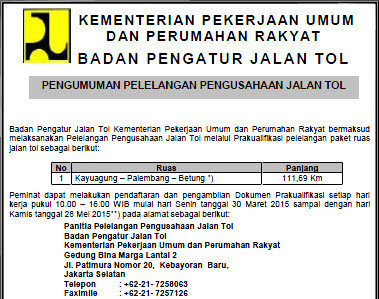 KEMENTERIAN PEKERJAAN UMUM
DAN PERUMAHAN RAKYAT
BADAN PENGATUR JALAN TOL
PENGUMUMAN PELELANGAN PENGUSAHAAN JALAN TOL
Badan Pengatur Jalan Tol Kementerian Pekerjaan Umum dan Perumahan Rakyat bermaksud
melaksanakan Pelelangan Pengusahaan Jalan Tol melalui Prakualifikasi pelelangan paket ruas
jalan tol sebagai berikut:
No Ruas Panjang
1 Kayuagung – Palembang – Betung *) 111,69 Km
Peminat dapat melakukan pendaftaran dan pengambilan Dokumen Prakualifikasi setiap hari
kerja pukul 10.00 – 16.00 WIB mulai hari Senin tanggal 30 Maret 2015 sampai dengan hari
Kamis tanggal 28 Mei 2015**) pada alamat sebagai berikut:
Panitia Pelelangan Pengusahaan Jalan Tol
Badan Pengatur Jalan Tol
Kementerian Pekerjaan Umum dan Perumahan Rakyat
Gedung Bina Marga Lantai 2
Jl. Patimura Nomor 20, Kebayoran Baru,
Jakarta Selatan
Telepon : +62-21- 7258063
Faximile : +62-21- 7257126